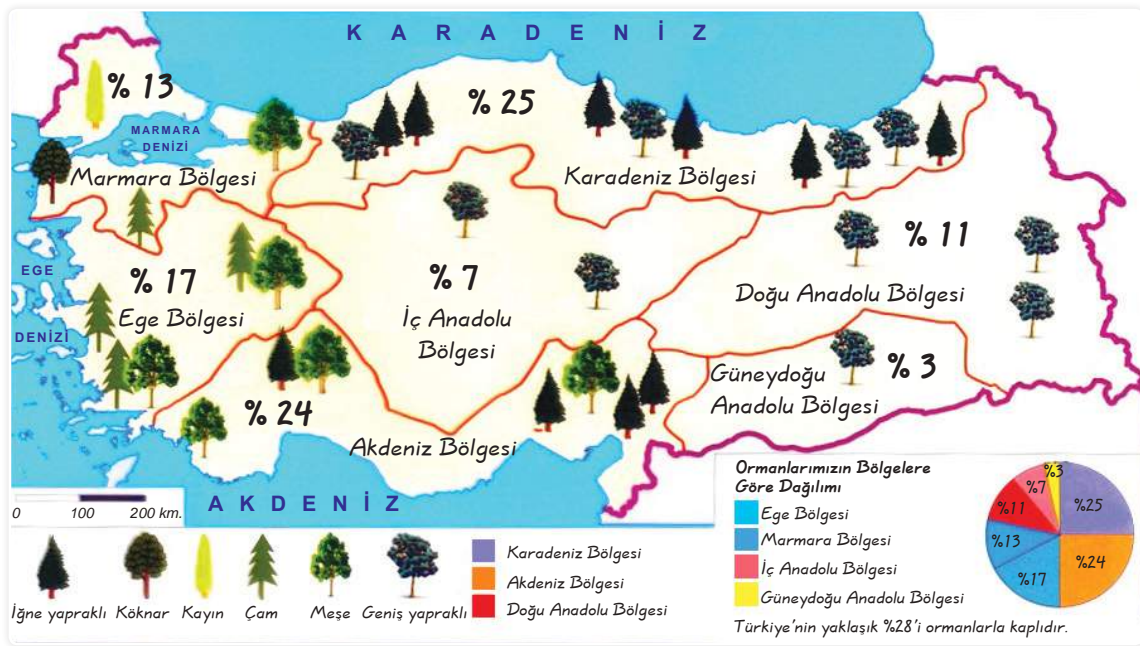 K A R A D E N İ Z
% 13
% 25
MARMARA
DENİZİ
Marmara Bölgesi
Karadeniz Bölgesi
% 11
EGE
% 17
% 7
Doğu Anadolu Bölgesi
DENİZİ
Ege Bölgesi
İç Anadolu
Bölgesi
% 3
Güneydoğu
Anadolu Bölgesi
% 24
Akdeniz Bölgesi
A K D E N İ Z
0 100 200 km.
İğne yapraklı Köknar Kayın Çam Meşe Geniş yapraklı
Karadeniz Bölgesi
Akdeniz Bölgesi
Doğu Anadolu Bölgesi
Ormanlarımızın Bölgelere
Göre Dağılımı
Ege Bölgesi
Marmara Bölgesi
İç Anadolu Bölgesi
Güneydoğu Anadolu Bölgesi
%3
%7
%25
%11
%13
%24
%17
Türkiye'nin yaklaşık %28'i ormanlarla kaplıdır.